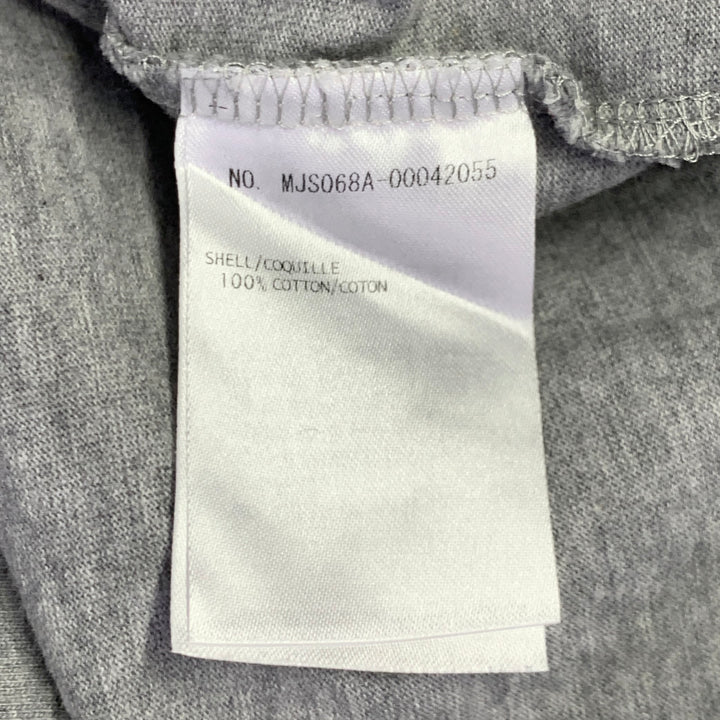 NO. MJS068A-00042055
SHELL/COQUILLE
100% COTTON/COTON